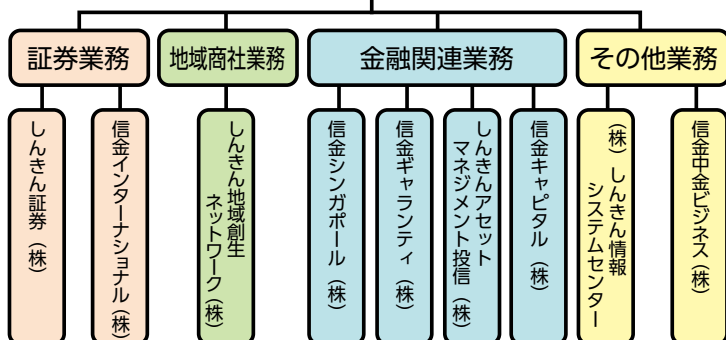 証券業務
地域商社業務
金融関連業務
その他業務
しんきん証券（株）
信金インターナショナル（株）
しんきん地域創生
ネットワーク（株）
信金シンガポール（株）
信金ギャランティ（株）
しんきんアセット
マネジメント投信（株）
信金キャピタル（株）
（株）しんきん情報
システムセンター
信金中金ビジネス（株）